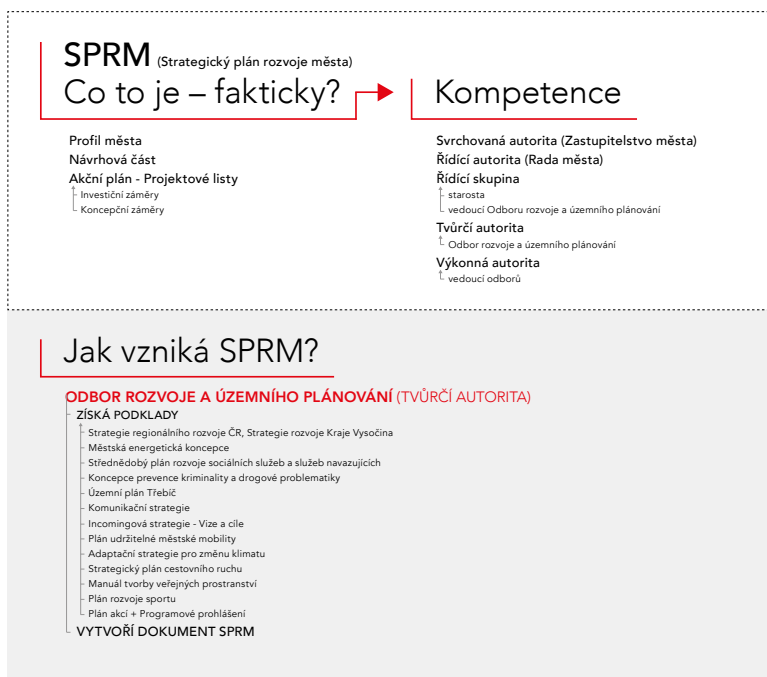 SPRM (Strategický plán rozvoje města)
Co to je – fakticky?
Profil města
Návrhová část
Akční plán - Projektové listy
Investiční záměry
Koncepční záměry
Kompetence
Svrchovaná autorita (Zastupitelstvo města)
Řídící autorita (Rada města)
Řídící skupina
starosta
vedoucí Odboru rozvoje a územního plánování
Tvůrčí autorita
Odbor rozvoje a územního plánování
Výkonná autorita
vedoucí odborů
Jak vzniká SPRM?
ODBOR ROZVOJE A ÚZEMNÍHO PLÁNOVÁNÍ (TVŮRČÍ AUTORITA)
ZÍSKÁ PODKLADY
Strategie regionálního rozvoje ČR, Strategie rozvoje Kraje Vysočina
Městská energetická koncepce
Střednědobý plán rozvoje sociálních služeb a služeb navazujících
Koncepce prevence kriminality a drogové problematiky
Územní plán Třebíč
Komunikační strategie
Incomingová strategie - Vize a cíle
Plán udržitelné městské mobility
Adaptační strategie pro změnu klimatu
Strategický plán cestovního ruchu
Manuál tvorby veřejných prostranství
Plán rozvoje sportu
Plán akcí + Programové prohlášení
VYTVOŘÍ DOKUMENT SPRM